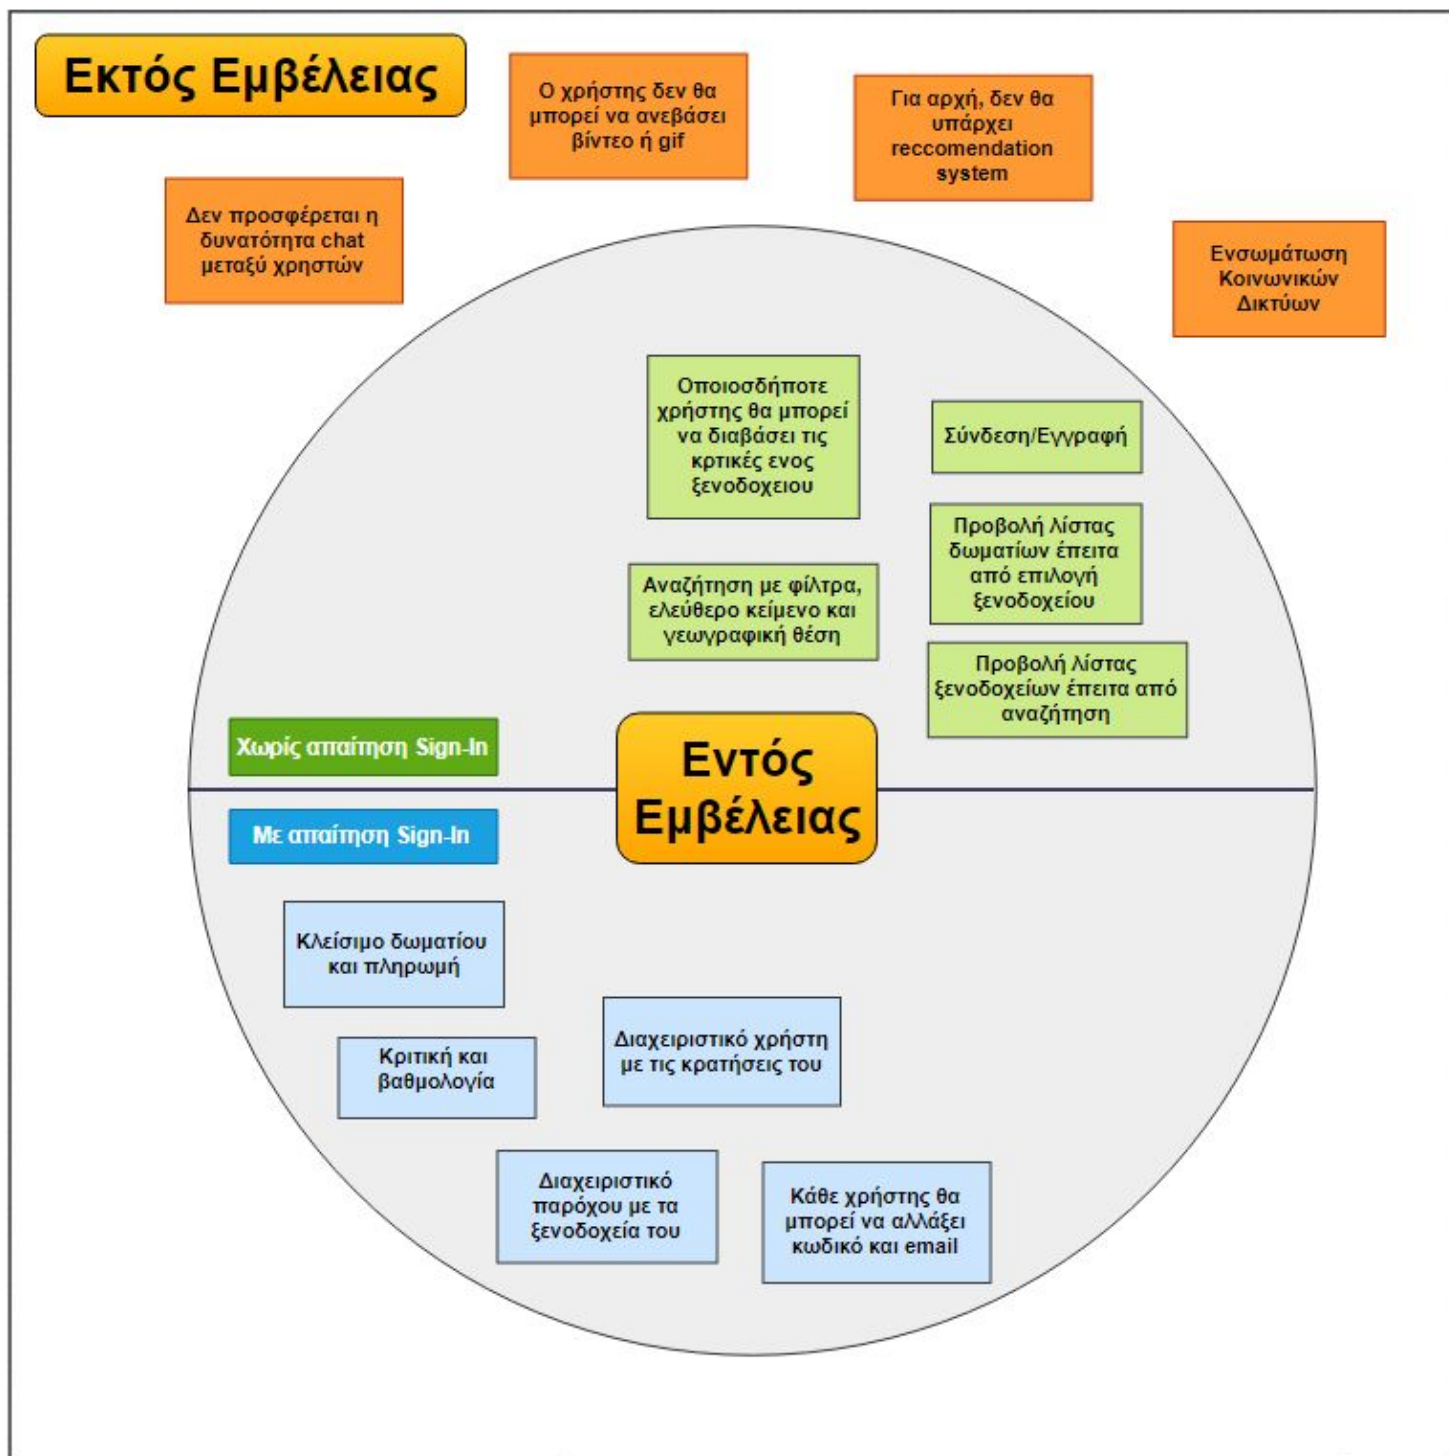 Εκτός Εμβέλειας
Ο χρήστης δεν θα
μπορεί να ανεβάσει
βίντεο ή gif
Για αρχή, δεν θα
υπάρχει
reccomendation
system
Δεν προσφέρεται η
δυνατότητα chat
μεταξύ χρηστών
Ενσωμάτωση
Κοινωνικών
Δικτύων
Οποιοσδήποτε
χρήστης θα μπορεί
να διαβάσει τις
κρτικές ενος
ξενοδοχειου
Σύνδεση/Εγγραφή
Προβολή λίστας
δωματίων έπειτα
από επιλογή
ξενοδοχείου
Αναζήτηση με φίλτρα,
ελεύθερο κείμενο και
γεωγραφική θέση
Προβολή λίστας
ξενοδοχείων έπειτα από
αναζήτηση
Χωρίς απαίτηση Sign-In
Εντός
Εμβέλειας
Με απαίτηση Sign-In
Κλείσιμο δωματίου
και πληρωμή
Διαχειριστικό χρήστη
με τις κρατήσεις του
Κριτική και
βαθμολογία
Διαχειριστικό
παρόχου με τα
ξενοδοχεία του
Κάθε χρήστης θα
μπορεί να αλλάξει
κωδικό και email